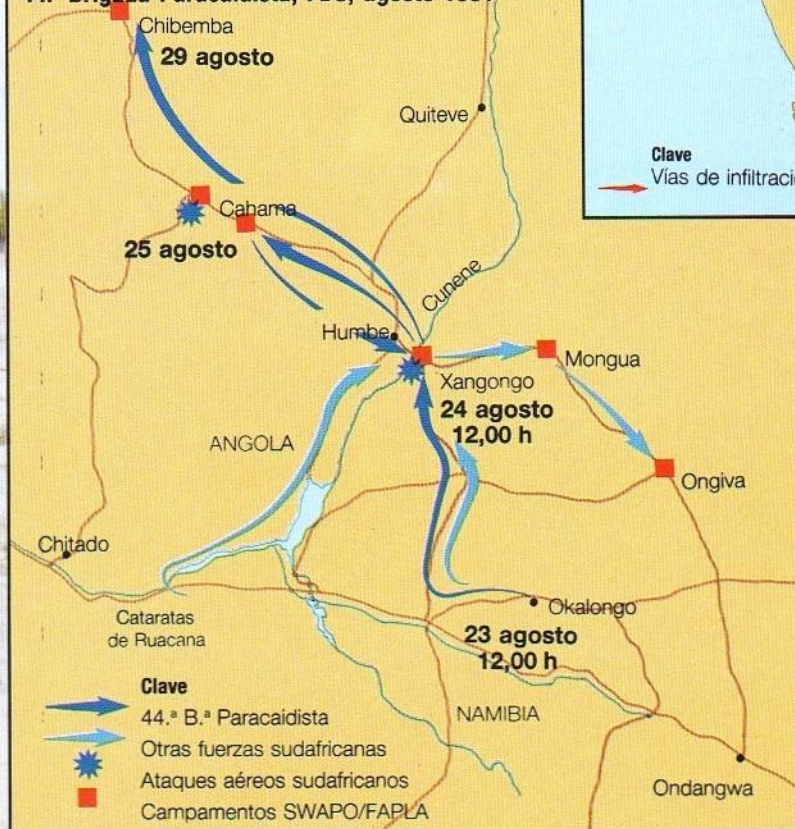 Chibemba
29 agosto
Quiteve
Clave
Vías de infiltraci
Cahama
25 agosto
Cunene
Humbe
Mongua
Xangongo
24 agosto
12,00 h
ANGOLA
Ongiva
Chitado
Okalongo
Cataratas
de Ruacana
23 agosto
12,00 h
Clave
44.ª B.ª Paracaidista
NAMIBIA
Otras fuerzas sudafricanas
Ataques aéreos sudafricanos
Ondangwa
Campamentos SWAPO/FAPLA